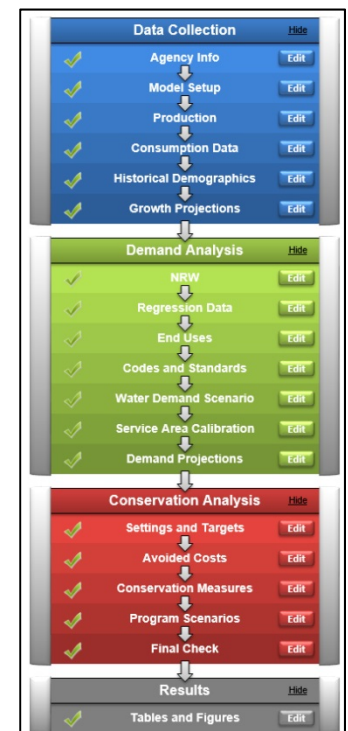 Data Collection Hide
Agency Info Edit
Model Setup Edit
Production Edit
Consumption Data Edit
Historical Demographics Edit
Growth Projections Edit
Demand Analysis Hide
NRW Edit
Regression Data Edit
End Uses Edit
Codes and Standards Edit
Water Demand Scenario Edit
Service Area Calibration Edit
Demand Projections Edit
Conservation Analysis Hide
Settings and Targets Edit
Avoided Costs Edit
Conservation Measures Edit
Program Scenarios Edit
Final Check Edit
Results Hide
Tables and Figures Edit